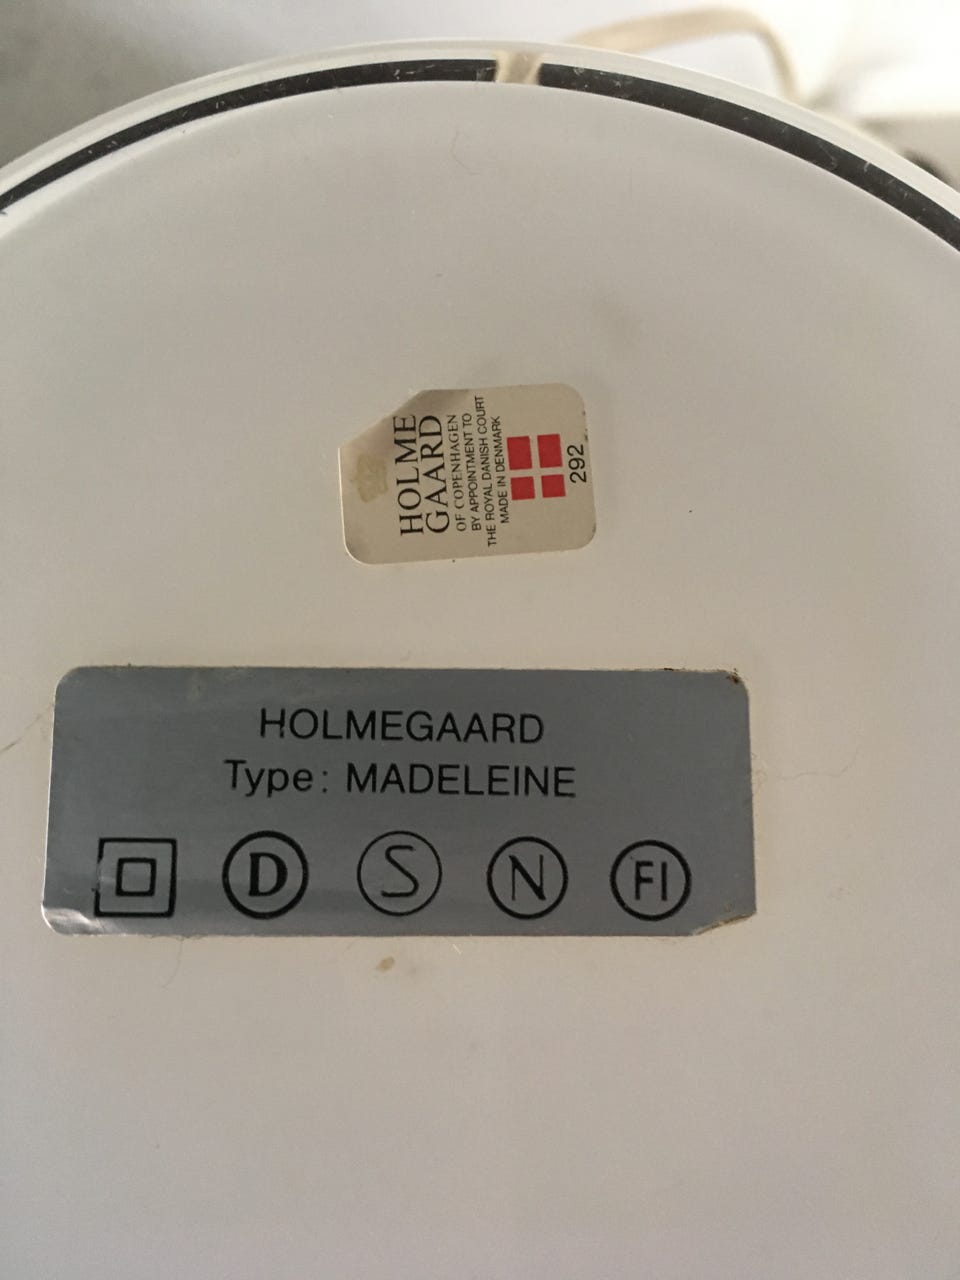 HOLME
GAARD
OF COPENHAGEN
BY APPOINTMENT TO
THE ROYAL DANISH COURT
MADE IN DENMARK
292
HOLMEGAARD
Type: MADELEINE
D S N FI